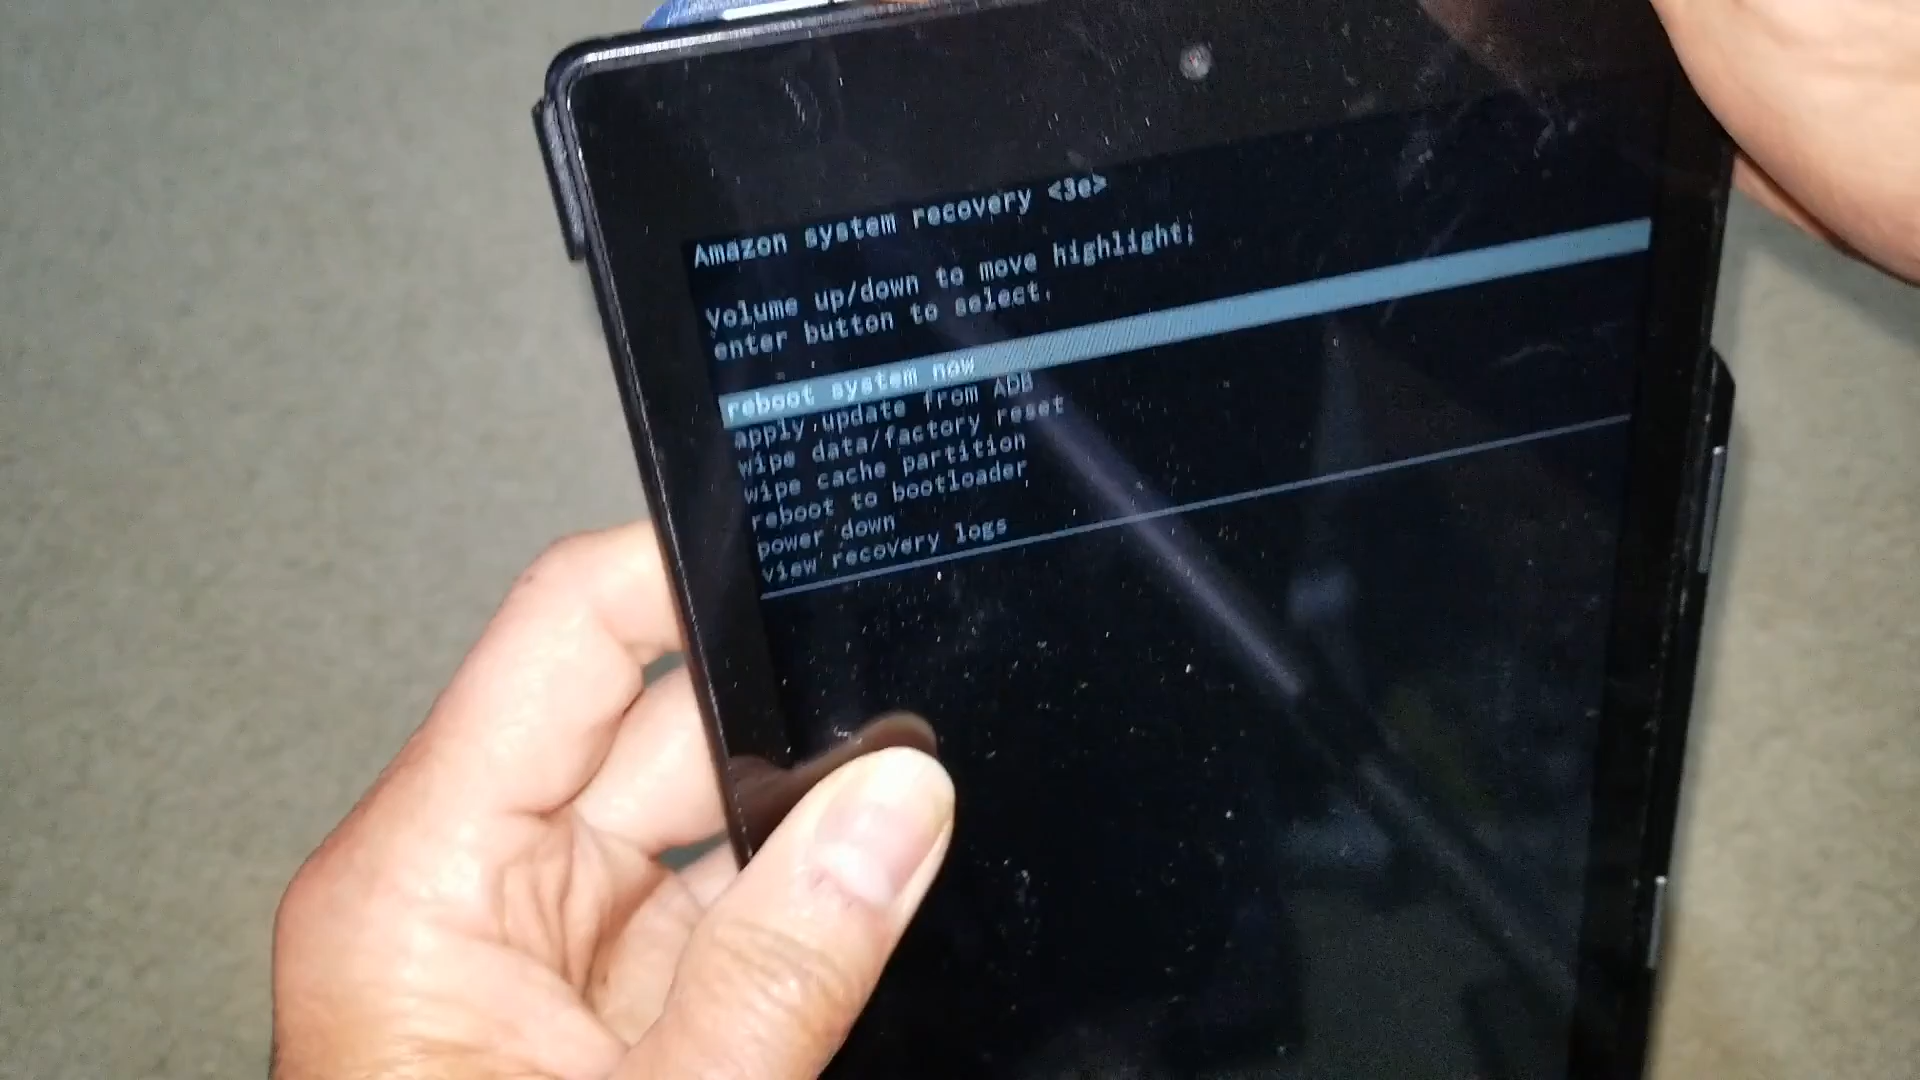 Amazon system recovery <3e>
Volume up/down to move highlight;
enter button to select.
reboot system now
apply update from ADB
wipe data/factory reset
wipe cache partition
reboot to bootloader
power down
view recovery logs